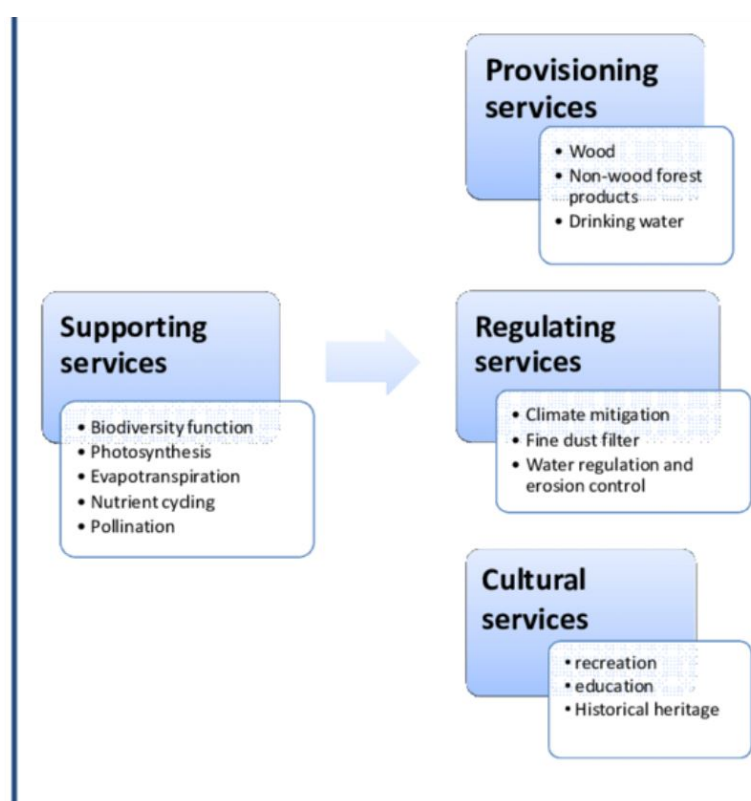 Provisioning
services
• Wood
• Non-wood forest
products
• Drinking water
Supporting
services
• Biodiversity function
• Photosynthesis
• Evapotranspiration
• Nutrient cycling
• Pollination
Regulating
services
• Climate mitigation
• Fine dust filter
• Water regulation and
erosion control
Cultural
services
• recreation
• education
• Historical heritage